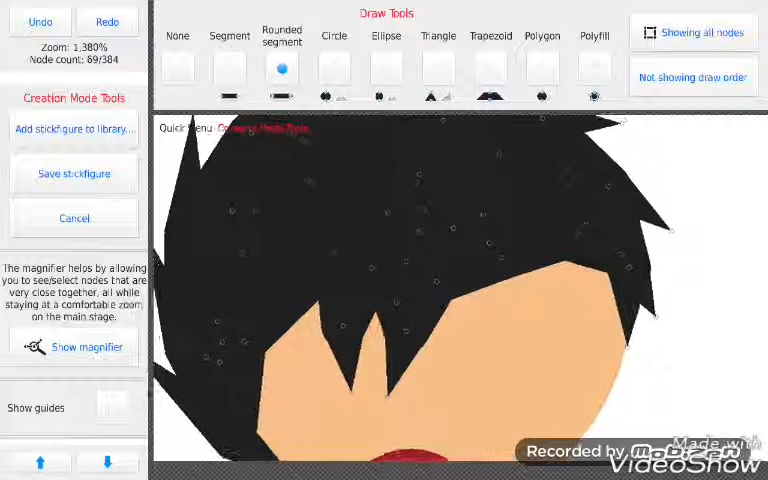 Undo
Redo
Zoom: 1,380%
Node count: 69/384
Creation Mode Tools
Add stickfigure to library....
Save stickfigure
Cancel
The magnifier helps by allowing
you to see/select nodes that are
very close together, all while
staying at a comfortable zoom
on the main stage.
Show magnifier
Show guides
Draw Tools
None
Segment
Rounded
segment
Circle
Ellipse
Triangle
Trapezoid
Polygon
Polyfill
Showing all nodes
Not showing draw order
Quick Menu
Recorded by
Made with
VideoShow